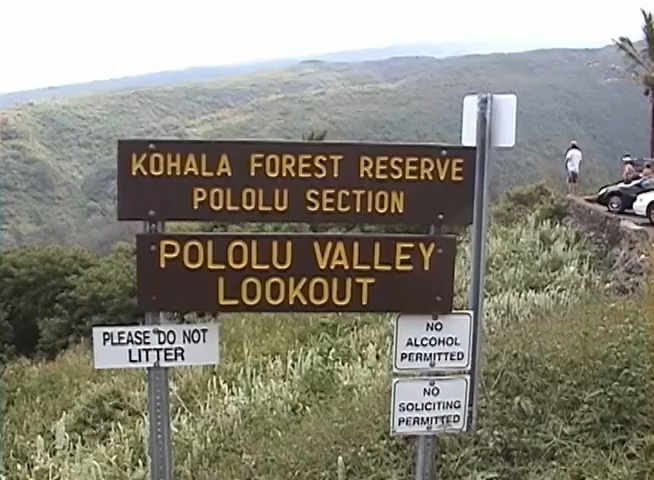 KOHALA FOREST RESERVE
POLOLU SECTION
POLOLU VALLEY
LOOKOUT
PLEASE DO NOT
LITTER
NO
ALCOHOL
PERMITTED
NO
SOLICITING
PERMITTED